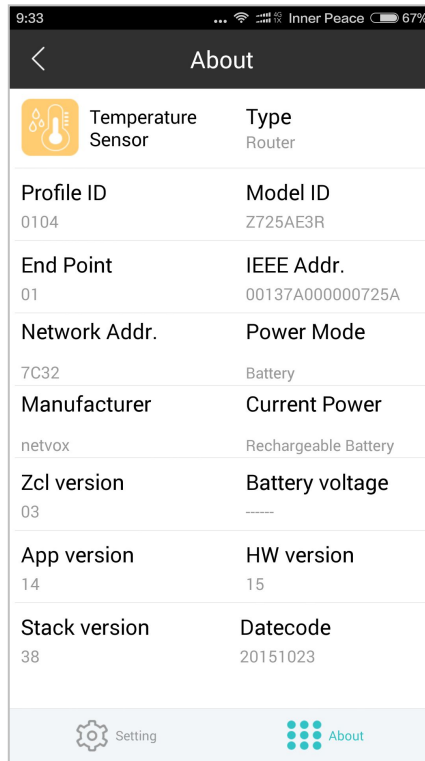 9:33 ... 4G 1X Inner Peace 67%
About
Temperature Sensor
Type
Router
Profile ID
0104
Model ID
Z725AE3R
End Point
01
IEEE Addr.
00137A000000725A
Network Addr.
7C32
Power Mode
Battery
Manufacturer
netvox
Current Power
Rechargeable Battery
Zcl version
03
Battery voltage
------
App version
14
HW version
15
Stack version
38
Datecode
20151023
Setting
About